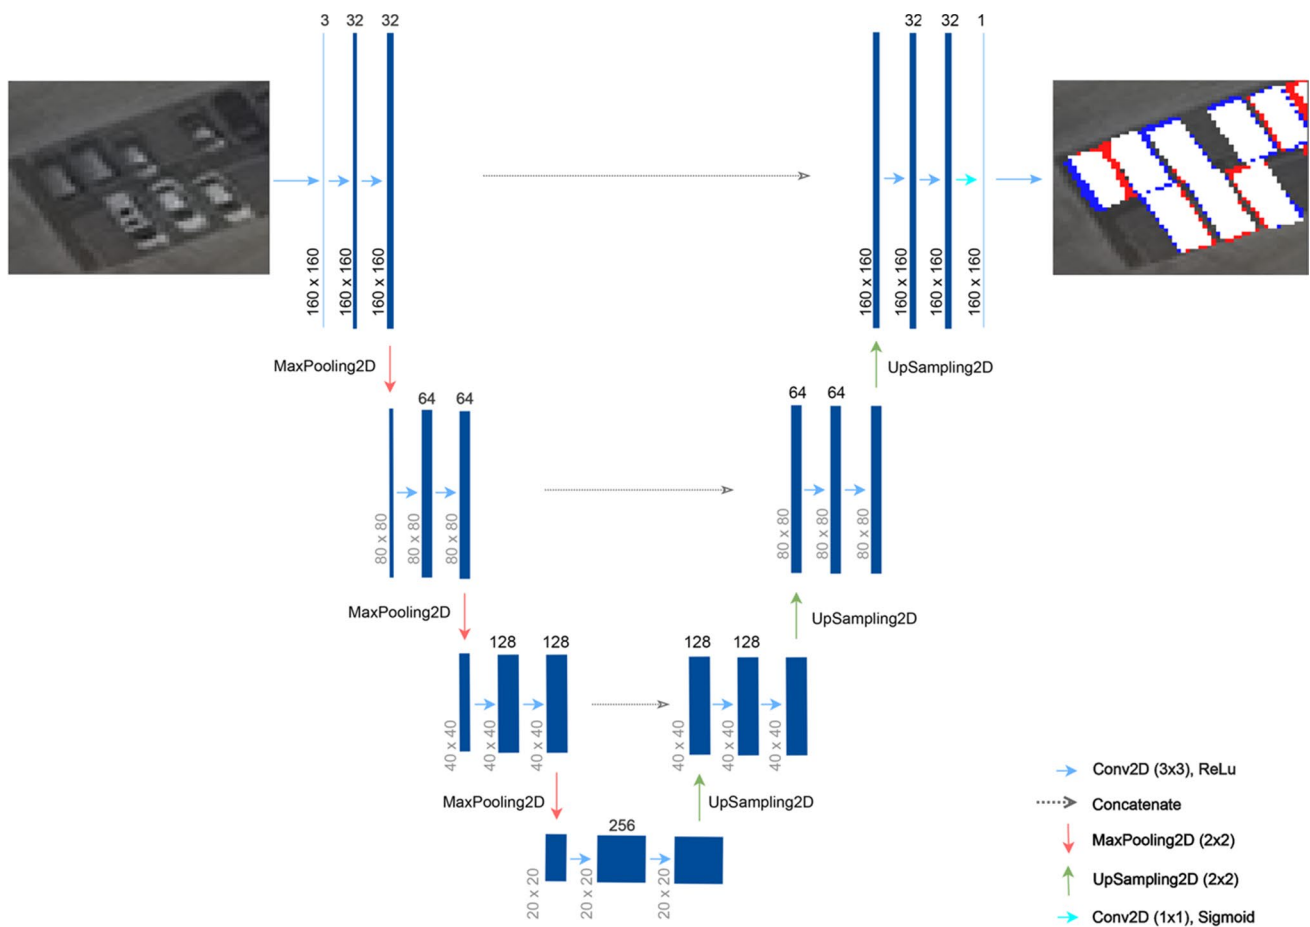 3 32 32
32 32 1
160 x 160 160 x 160 160 x 160
160 x 160 160 x 160 160 x 160 160 x 160
MaxPooling2D
UpSampling2D
64 64
64 64
80 x 80 80 x 80 80 x 80
80 x 80 80 x 80 80 x 80
MaxPooling2D
UpSampling2D
128 128
128 128
40 x 40 40 x 40 40 x 40
40 x 40 40 x 40 40 x 40
MaxPooling2D
UpSampling2D
256
20 x 20 20 x 20 20 x 20
Conv2D (3x3), ReLu
Concatenate
MaxPooling2D (2x2)
UpSampling2D (2x2)
Conv2D (1x1), Sigmoid